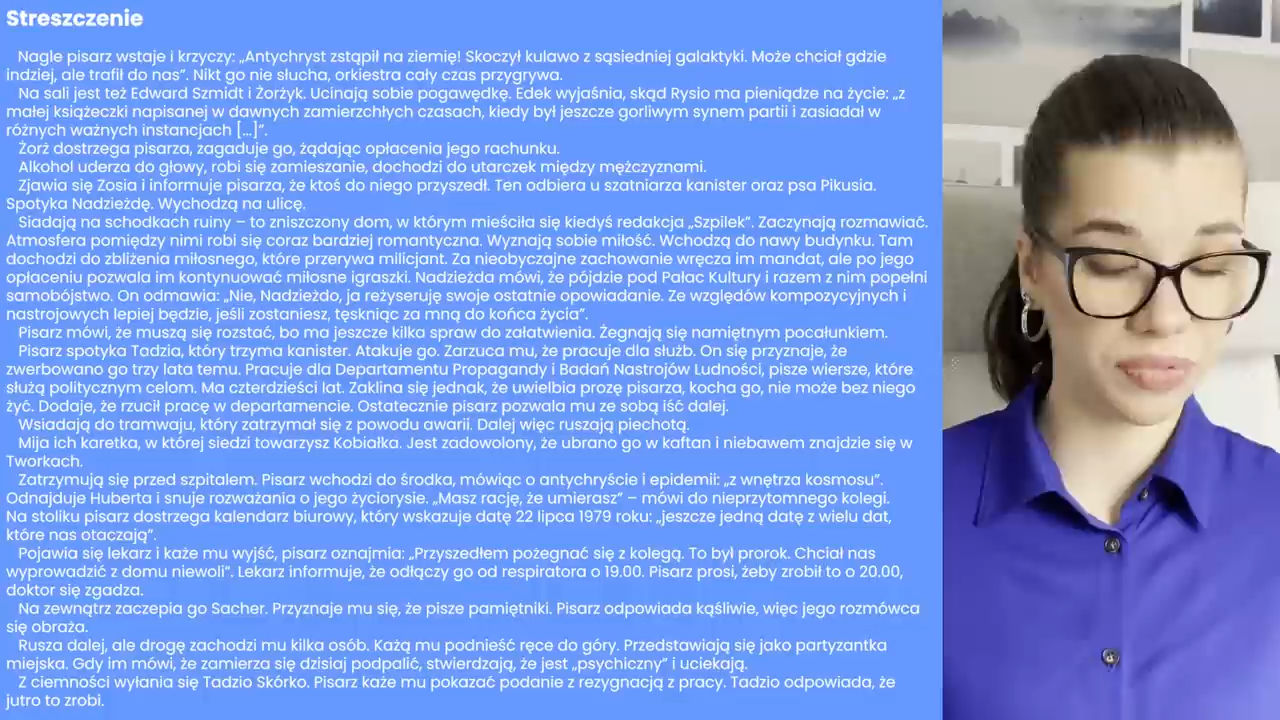 Streszczenie
Nagle pisarz wstaje i krzyczy: „Antychryst zstąpił na ziemię! Skoczył kulawo z sąsiedniej galaktyki. Może chciał gdzie
indziej, ale trafił do nas”. Nikt go nie słucha, orkiestra cały czas przygrywa.
Na sali jest też Edward Szmidt i Żorżyk. Ucinają sobie pogawędkę. Edek wyjaśnia, skąd Rysio ma pieniądze na życie: „z
małej książeczki napisanej w dawnych zamierzchłych czasach, kiedy był jeszcze gorliwym synem partii i zasiadał w
różnych ważnych instancjach [...]”.
Żorż dostrzega pisarza, zagaduje go, żądając opłacenia jego rachunku.
Alkohol uderza do głowy, robi się zamieszanie, dochodzi do utarczek między mężczyznami.
Zjawia się Zosia i informuje pisarza, że ktoś do niego przyszedł. Ten odbiera u szatniarza kanister oraz psa Pikusia.
Spotyka Nadzieżdę. Wychodzą na ulicę.
Siadają na schodkach ruiny – to zniszczony dom, w którym mieściła się kiedyś redakcja „Szpilek”. Zaczynają rozmawiać.
Atmosfera pomiędzy nimi robi się coraz bardziej romantyczna. Wyznają sobie miłość. Wchodzą do nawy budynku. Tam
dochodzi do zbliżenia miłosnego, które przerywa milicjant. Za nieobyczajne zachowanie wręcza im mandat, ale po jego
opłaceniu pozwala im kontynuować miłosne igraszki. Nadzieżda mówi, że pójdzie pod Pałac Kultury i razem z nim popełni
samobójstwo. On odmawia: „Nie, Nadzieżdo, ja reżyseruję swoje ostatnie opowiadanie. Ze względów kompozycyjnych i
nastrojowych lepiej będzie, jeśli zostaniesz, tęskniąc za mną do końca życia”.
Pisarz mówi, że muszą się rozstać, bo ma jeszcze kilka spraw do załatwienia. Żegnają się namiętnym pocałunkiem.
Pisarz spotyka Tadzia, który trzyma kanister. Atakuje go. Zarzuca mu, że pracuje dla służb. On się przyznaje, że
zwerbowano go trzy lata temu. Pracuje dla Departamentu Propagandy i Badań Nastrojów Ludności, pisze wiersze, które
służą politycznym celom. Ma czterdzieści lat. Zaklina się jednak, że uwielbia prozę pisarza, kocha go, nie może bez niego
żyć. Dodaje, że rzucił pracę w departamencie. Ostatecznie pisarz pozwala mu ze sobą iść dalej.
Wsiadają do tramwaju, który zatrzymał się z powodu awarii. Dalej więc ruszają piechotą.
Mija ich karetka, w której siedzi towarzysz Kobiałka. Jest zadowolony, że ubrano go w kaftan i niebawem znajdzie się w
Tworkach.
Zatrzymują się przed szpitalem. Pisarz wchodzi do środka, mówiąc o antychryście i epidemii: „z wnętrza kosmosu”.
Odnajduje Huberta i snuje rozważania o jego życiorysie. „Masz rację, że umierasz” – mówi do nieprzytomnego kolegi.
Na stoliku pisarz dostrzega kalendarz biurowy, który wskazuje datę 22 lipca 1979 roku: „jeszcze jedną datę z wielu dat,
które nas otaczają”.
Pojawia się lekarz i każe mu wyjść, pisarz oznajmia: „Przyszedłem pożegnać się z kolegą. To był prorok. Chciał nas
wyprowadzić z domu niewoli”. Lekarz informuje, że odłączy go od respiratora o 19.00. Pisarz prosi, żeby zrobił to o 20.00,
doktor się zgadza.
Na zewnątrz zaczepia go Sacher. Przyznaje mu się, że pisze pamiętniki. Pisarz odpowiada kąśliwie, więc jego rozmówca
się obraża.
Rusza dalej, ale drogę zachodzi mu kilka osób. Każą mu podnieść ręce do góry. Przedstawiają się jako partyzantka
miejska. Gdy im mówi, że zamierza się dzisiaj podpalić, stwierdzają, że jest „psychiczny” i uciekają.
Z ciemności wyłania się Tadzio Skórko. Pisarz każe mu pokazać podanie z rezygnacją z pracy. Tadzio odpowiada, że
jutro to zrobi.